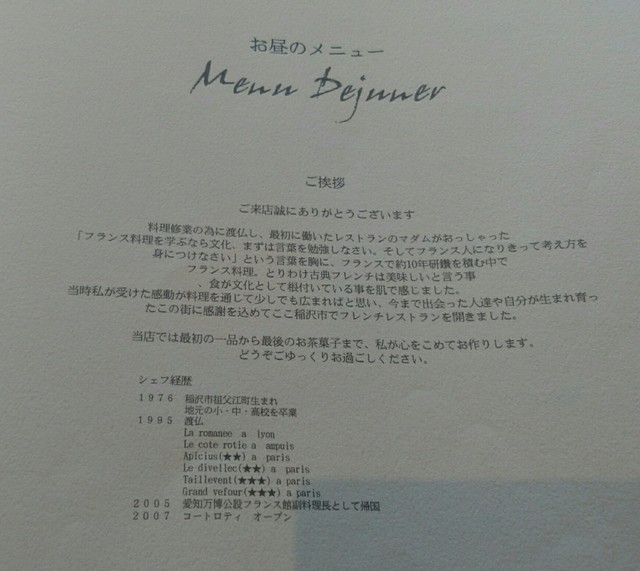 お昼のメニュー
Menu Dejuner
ご挨拶
ご来店誠にありがとうございます
料理修業の為に渡仏し、最初に働いたレストランのマダムがおっしゃった
「フランス料理を学ぶなら文化、まずは言葉を勉強しなさい。そしてフランス人になりきって考え方を
身につけなさい」という言葉を胸に、フランスで約10年研鑽を積む中で
フランス料理。とりわけ古典フレンチは美味しいと言う事
、食が文化として根付いている事を肌で感じました。
当時私が受けた感動が料理を通じて少しでも広まればと思い、今まで出会った人達や自分が生まれ育っ
たこの街に感謝を込めてここ稲沢市でフレンチレストランを開きました。
当店では最初の一品から最後のお茶菓子まで、私が心をこめてお作りします。
どうぞごゆっくりお過ごしください。
シェフ経歴
1976 稲沢市祖父江町生まれ
地元の小・中・高校を卒業
1995 渡仏
La romanee a lyon
Le cote rotie a ampuis
Apicius(★★) a paris
Le divellec(★★) a paris
Taillevent(★★★) a paris
Grand vefour(★★★) a paris
2005 愛知万博公設フランス館副料理長として帰国
2007 コートロティ オープン